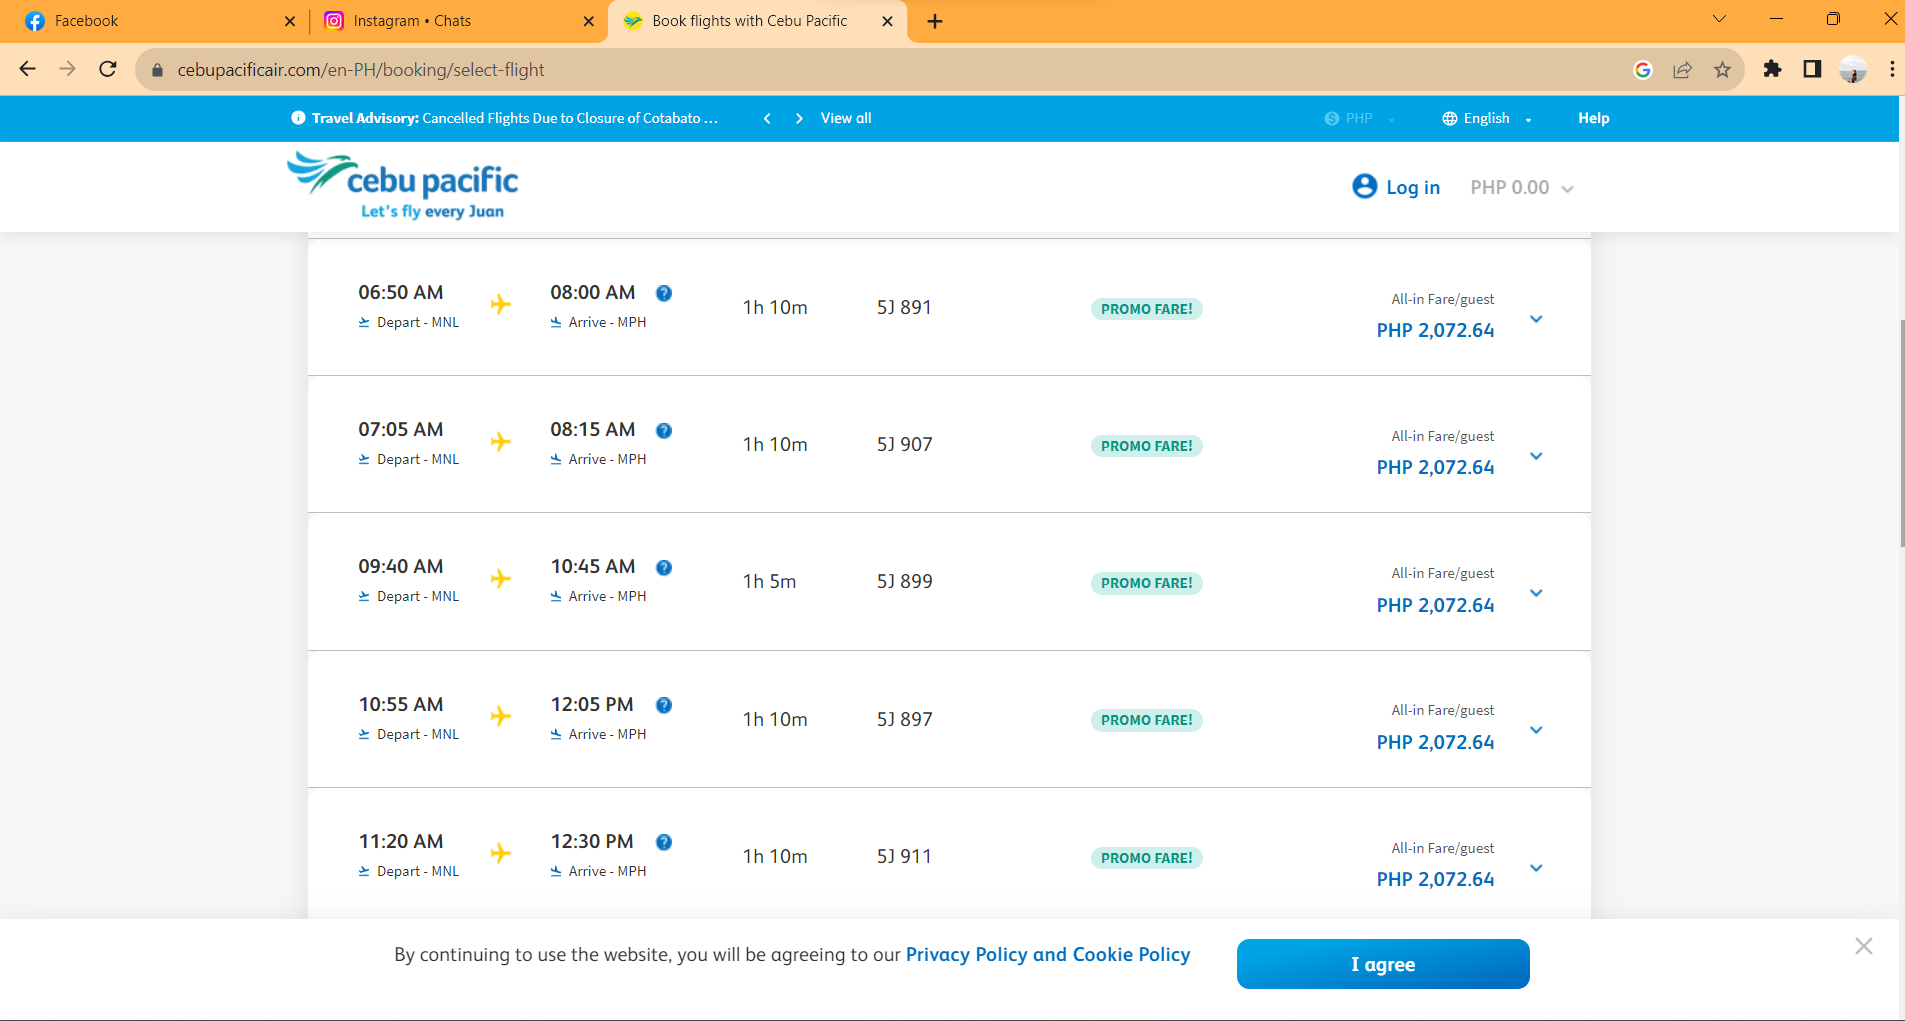 Facebook
Instagram • Chats
Book flights with Cebu Pacific
cebupacificair.com/en-PH/booking/select-flight
Travel Advisory: Cancelled Flights Due to Closure of Cotabato ...
View all
PHP
English
Help
cebu pacific
Let's fly every Juan
Log in
PHP 0.00
06:50 AM
Depart - MNL
08:00 AM
Arrive - MPH
1h 10m
5J 891
PROMO FARE!
All-in Fare/guest
PHP 2,072.64
07:05 AM
Depart - MNL
08:15 AM
Arrive - MPH
1h 10m
5J 907
PROMO FARE!
All-in Fare/guest
PHP 2,072.64
09:40 AM
Depart - MNL
10:45 AM
Arrive - MPH
1h 5m
5J 899
PROMO FARE!
All-in Fare/guest
PHP 2,072.64
10:55 AM
Depart - MNL
12:05 PM
Arrive - MPH
1h 10m
5J 897
PROMO FARE!
All-in Fare/guest
PHP 2,072.64
11:20 AM
Depart - MNL
12:30 PM
Arrive - MPH
1h 10m
5J 911
PROMO FARE!
All-in Fare/guest
PHP 2,072.64
By continuing to use the website, you will be agreeing to our Privacy Policy and Cookie Policy
I agree